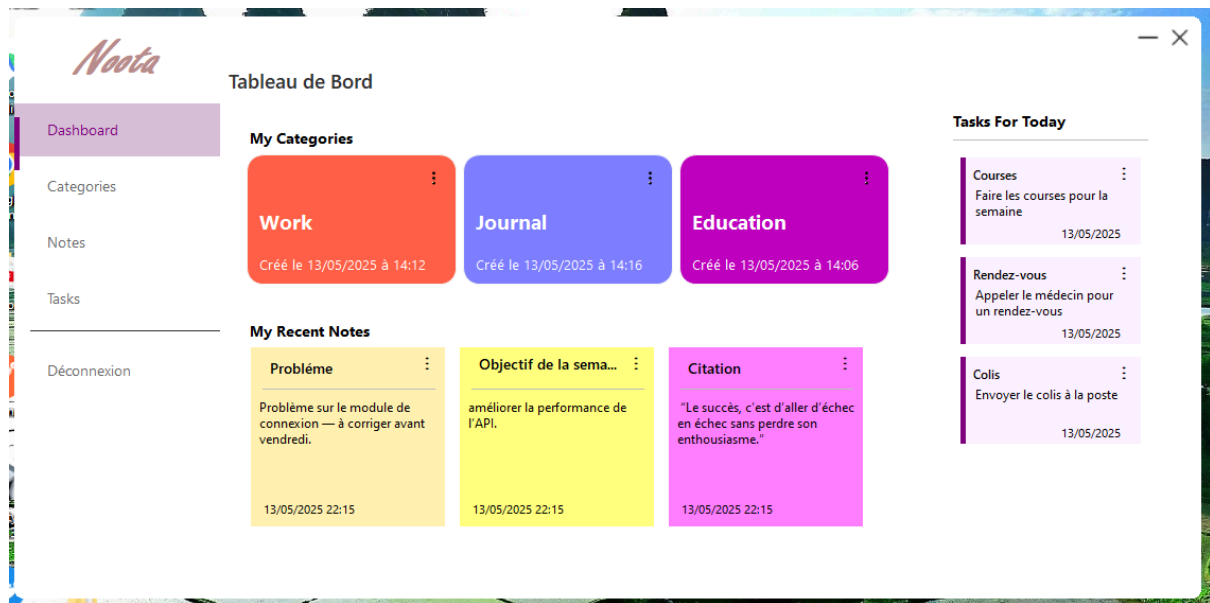 Noota
Tableau de Bord
Dashboard
Categories
Notes
Tasks
Déconnexion
My Categories
Work
Créé le 13/05/2025 à 14:12
Journal
Créé le 13/05/2025 à 14:16
Education
Créé le 13/05/2025 à 14:06
My Recent Notes
Probléme
Problème sur le module de
connexion — à corriger avant
vendredi.
13/05/2025 22:15
Objectif de la sema...
améliorer la performance de
l'API.
13/05/2025 22:15
Citation
“Le succès, c’est d’aller d’échec
en échec sans perdre son
enthousiasme.”
13/05/2025 22:15
Tasks For Today
Courses
Faire les courses pour la
semaine
13/05/2025
Rendez-vous
Appeler le médecin pour
un rendez-vous
13/05/2025
Colis
Envoyer le colis à la poste
13/05/2025